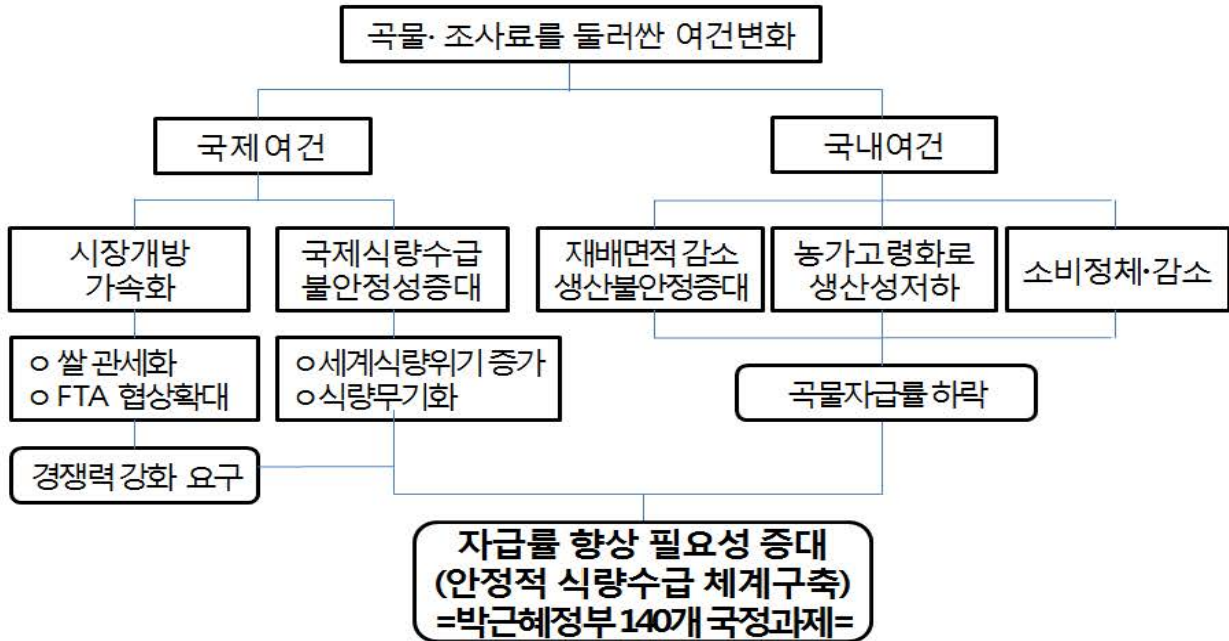 곡물· 조사료를 둘러싼 여건변화
국제여건
국내여건
시장개방
가속화
국제식량수급
불안정성증대
재배면적 감소
생산불안정증대
농가고령화로
생산성저하
소비정체·감소
ㅇ 쌀 관세화
ㅇ FTA 협상확대
ㅇ세계식량위기 증가
ㅇ식량무기화
곡물자급률 하락
경쟁력 강화 요구
자급률 향상 필요성 증대
(안정적 식량수급 체계구축)
=박근혜정부 140개 국정과제=